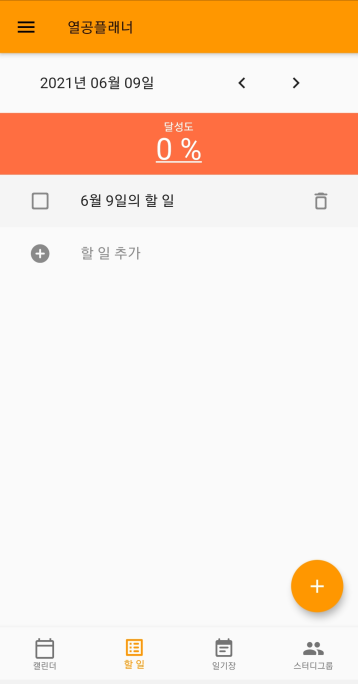 열공플래너
2021년 06월 09일
달성도
0 %
6월 9일의 할 일
할 일 추가
캘린더
할 일
일기장
스터디그룹